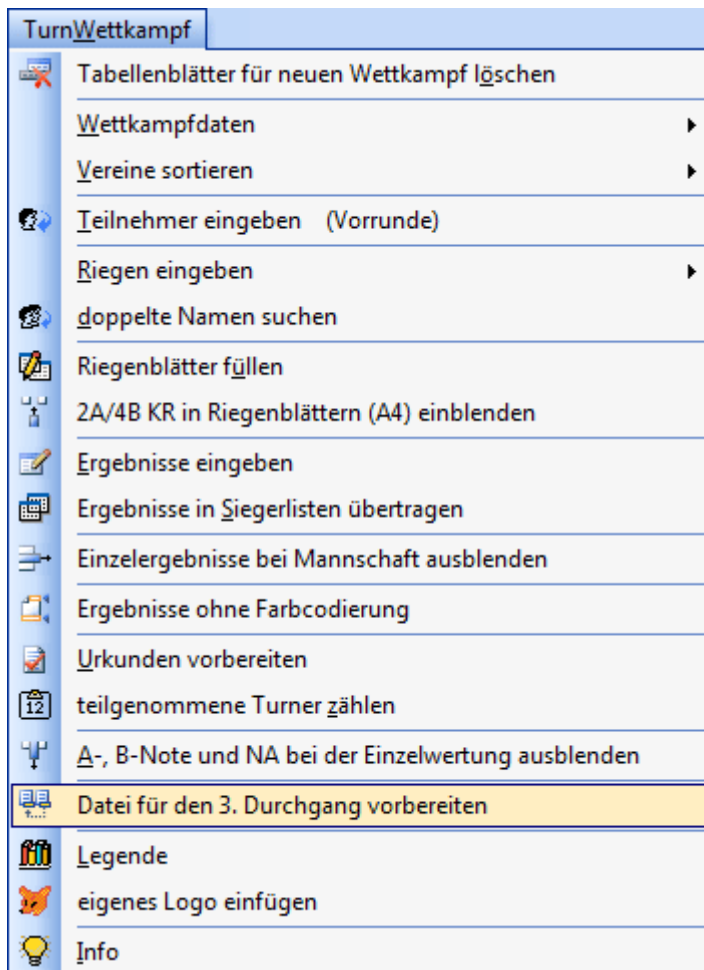 TurnWettkampf
Tabellenblätter für neuen Wettkampf löschen
Wettkampfdaten
Vereine sortieren
Teilnehmer eingeben (Vorrunde)
Riegen eingeben
doppelte Namen suchen
Riegenblätter füllen
2A/4B KR in Riegenblättern (A4) einblenden
Ergebnisse eingeben
Ergebnisse in Siegerlisten übertragen
Einzelergebnisse bei Mannschaft ausblenden
Ergebnisse ohne Farbcodierung
Urkunden vorbereiten
12 teilgenommene Turner zählen
A-, B-Note und NA bei der Einzelwertung ausblenden
Datei für den 3. Durchgang vorbereiten
Legende
eigenes Logo einfügen
Info